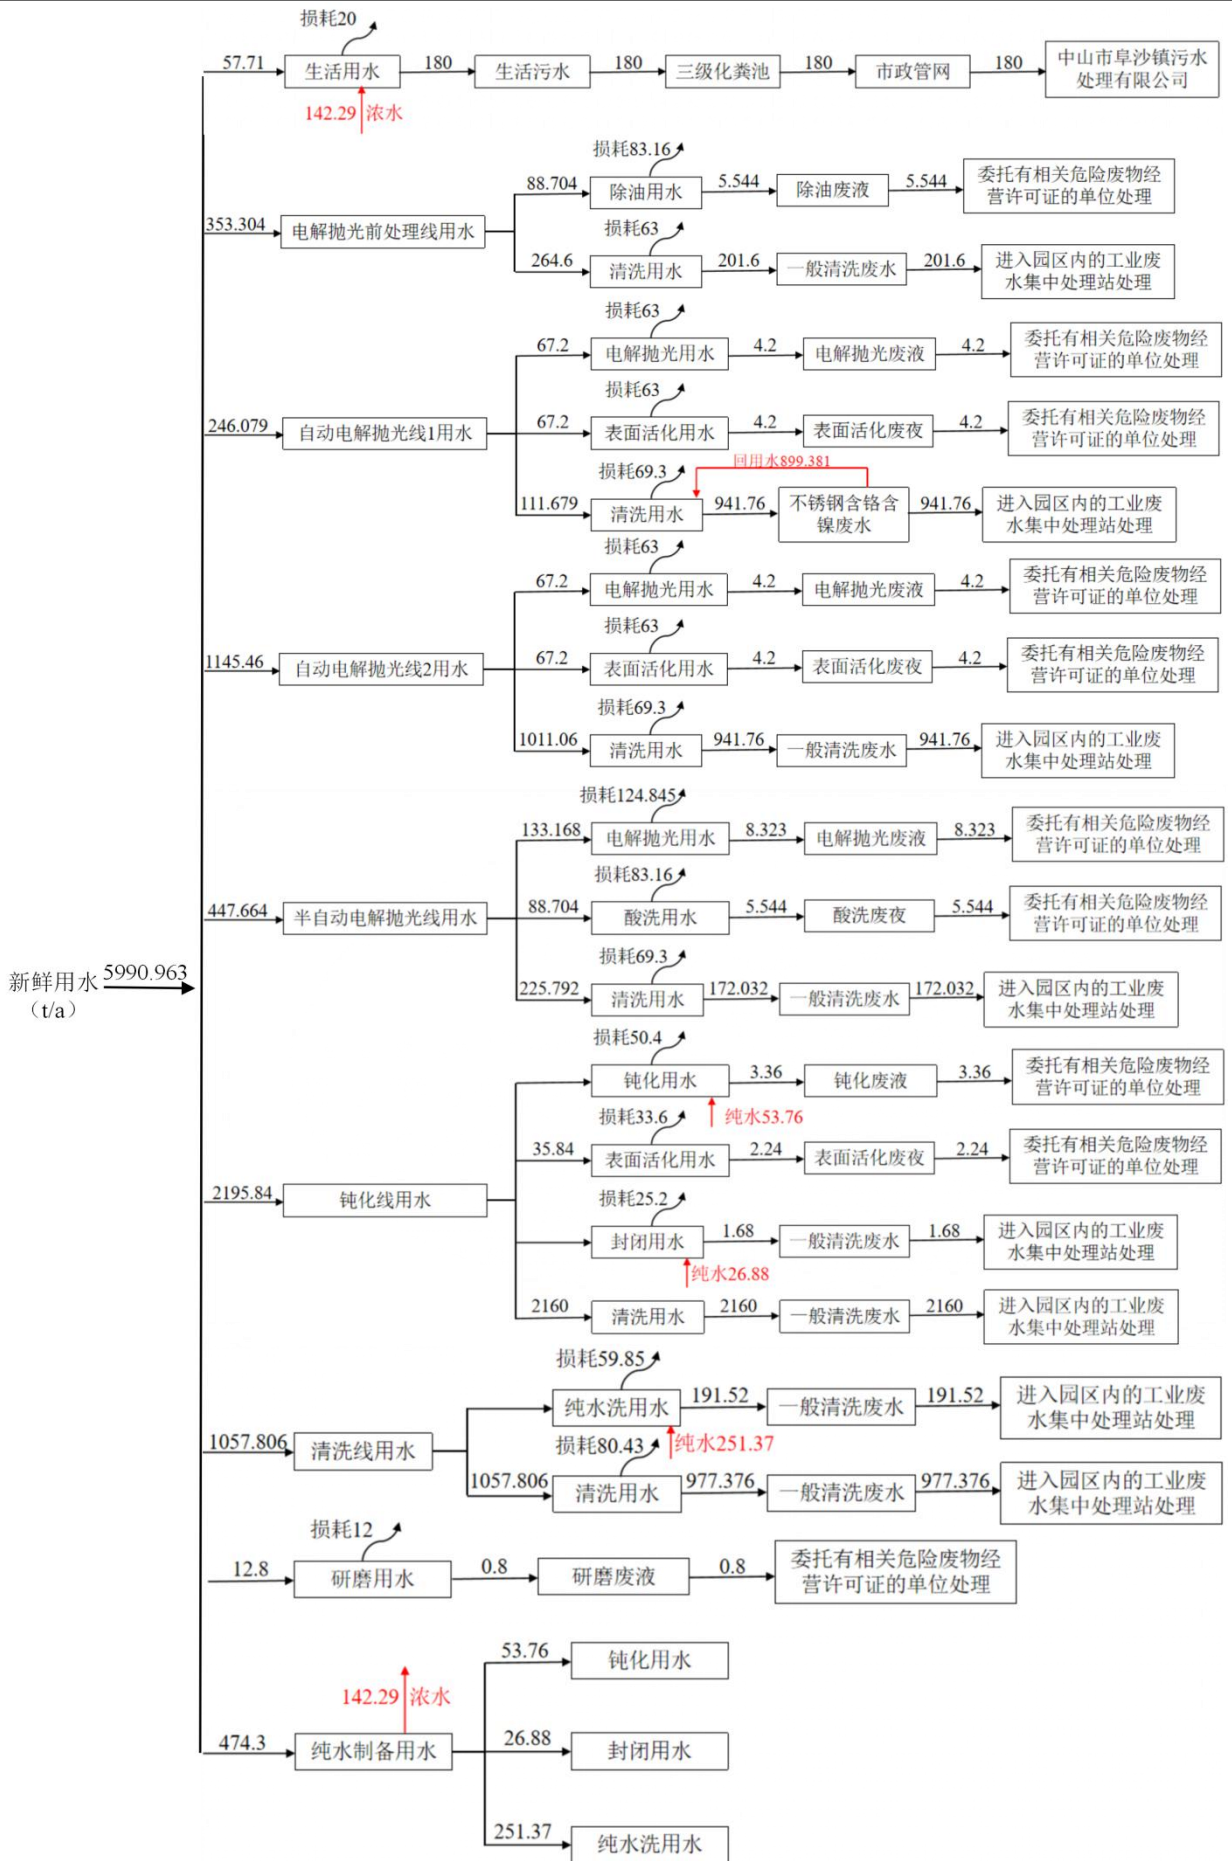 损耗20
57.71
生活用水
180
生活污水
180
三级化粪池
180
市政管网
180
中山市阜沙镇污水
处理有限公司
142.29
浓水
353.304
电解抛光前处理线用水
损耗83.16
88.704
除油用水
5.544
除油废液
5.544
委托有相关危险废物经
营许可证的单位处理
损耗63
264.6
清洗用水
201.6
一般清洗废水
201.6
进入园区内的工业废
水集中处理站处理
246.079
自动电解抛光线1用水
损耗63
67.2
电解抛光用水
4.2
电解抛光废液
4.2
委托有相关危险废物经
营许可证的单位处理
损耗63
67.2
表面活化用水
4.2
表面活化废夜
4.2
委托有相关危险废物经
营许可证的单位处理
损耗69.3
回用水899.381
111.679
清洗用水
941.76
不锈钢含铬含
镍废水
941.76
进入园区内的工业废
水集中处理站处理
1145.46
自动电解抛光线2用水
损耗63
67.2
电解抛光用水
4.2
电解抛光废液
4.2
委托有相关危险废物经
营许可证的单位处理
损耗63
67.2
表面活化用水
4.2
表面活化废夜
4.2
委托有相关危险废物经
营许可证的单位处理
损耗69.3
1011.06
清洗用水
941.76
一般清洗废水
941.76
进入园区内的工业废
水集中处理站处理
447.664
半自动电解抛光线用水
损耗124.845
133.168
电解抛光用水
8.323
电解抛光废液
8.323
委托有相关危险废物经
营许可证的单位处理
损耗83.16
88.704
酸洗用水
5.544
酸洗废夜
5.544
委托有相关危险废物经
营许可证的单位处理
损耗69.3
225.792
清洗用水
172.032
一般清洗废水
172.032
进入园区内的工业废
水集中处理站处理
新鲜用水
（t/a）
5990.963
2195.84
钝化线用水
损耗50.4
钝化用水
3.36
钝化废液
3.36
委托有相关危险废物经
营许可证的单位处理
纯水53.76
损耗33.6
35.84
表面活化用水
2.24
表面活化废夜
2.24
委托有相关危险废物经
营许可证的单位处理
损耗25.2
封闭用水
1.68
一般清洗废水
1.68
进入园区内的工业废
水集中处理站处理
纯水26.88
2160
清洗用水
2160
一般清洗废水
2160
进入园区内的工业废
水集中处理站处理
1057.806
清洗线用水
损耗59.85
纯水洗用水
191.52
一般清洗废水
191.52
进入园区内的工业废
水集中处理站处理
纯水251.37
损耗80.43
1057.806
清洗用水
977.376
一般清洗废水
977.376
进入园区内的工业废
水集中处理站处理
损耗12
12.8
研磨用水
0.8
研磨废液
0.8
委托有相关危险废物经
营许可证的单位处理
142.29
浓水
474.3
纯水制备用水
53.76
钝化用水
26.88
封闭用水
251.37
纯水洗用水